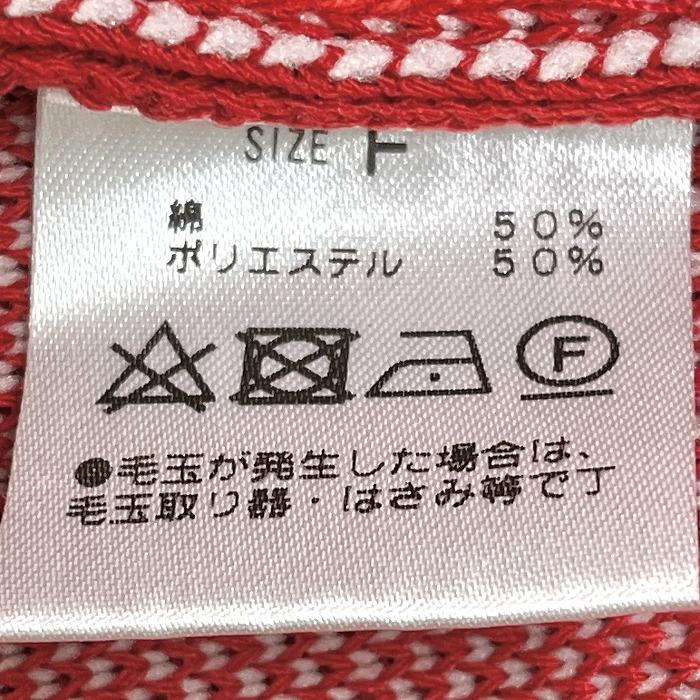 SIZE F
綿 50%
ポリエステル 50%
F
●毛玉が発生した場合は、
毛玉取り器・はさみ等で丁